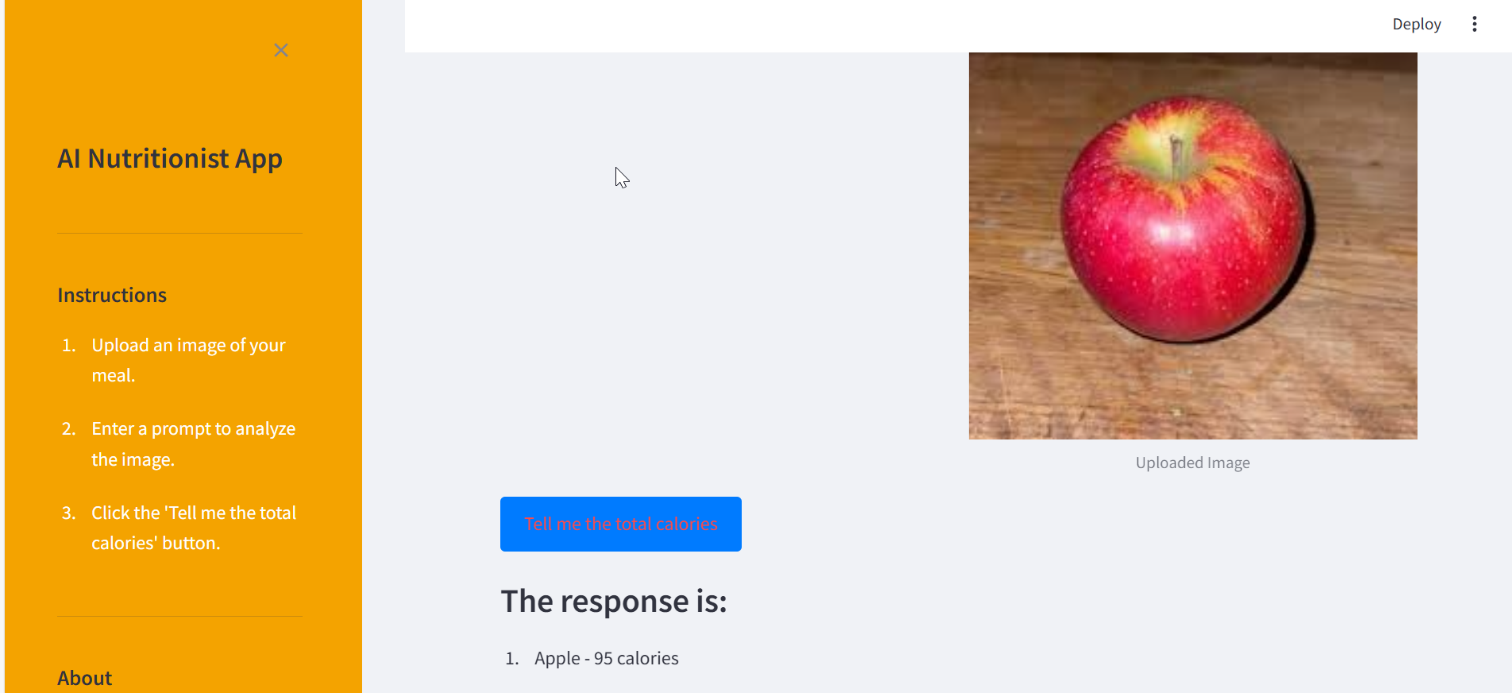 Deploy
AI Nutritionist App
Instructions
1. Upload an image of your
meal.
2. Enter a prompt to analyze
the image.
3. Click the 'Tell me the total
calories' button.
About
Uploaded Image
Tell me the total calories
The response is:
1. Apple - 95 calories